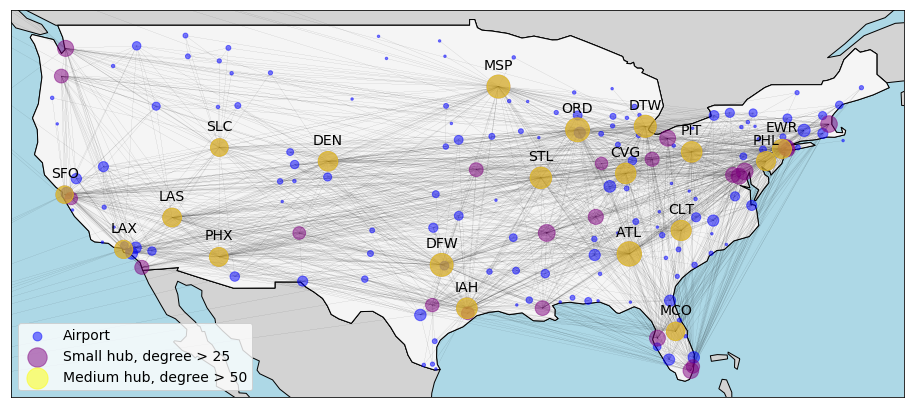 MSP
ORD
DTW
SLC
DEN
STL
CVG
PIT
EWR
PHL
SFO
LAS
LAX
PHX
DFW
ATL
CLT
IAH
MCO
Airport
Small hub, degree > 25
Medium hub, degree > 50